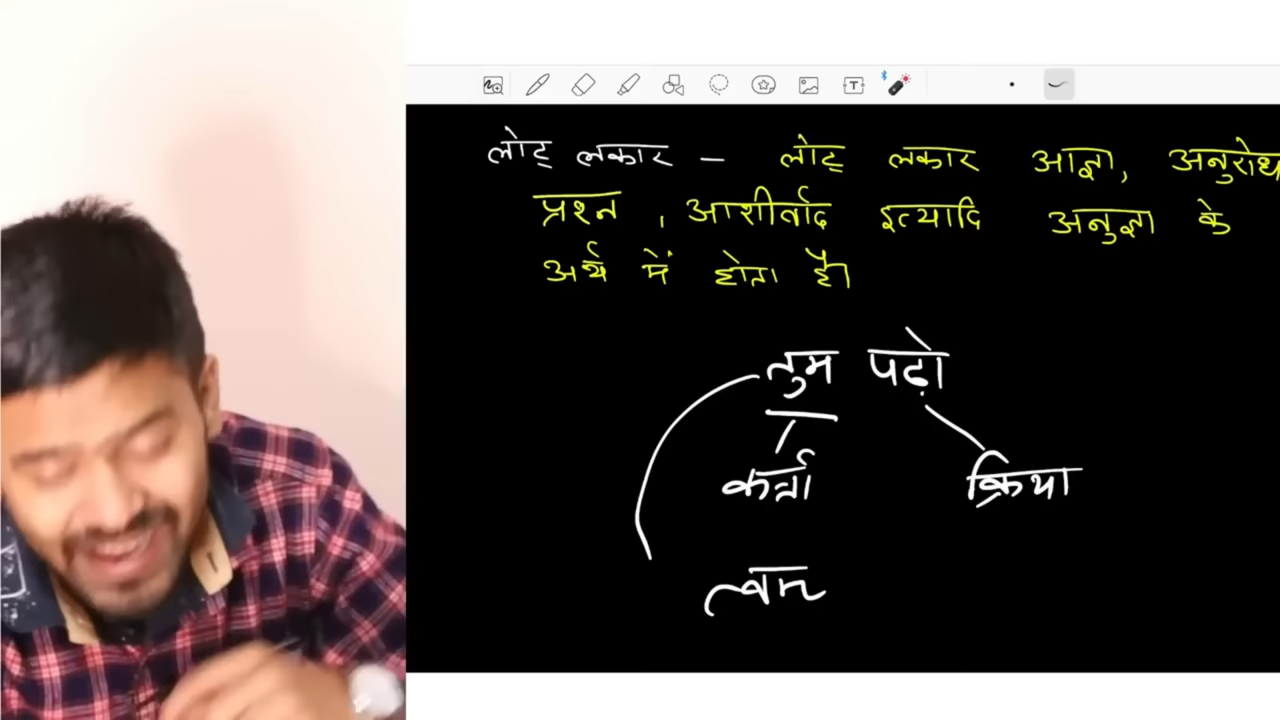 लोट् लकार – लोट् लकार आज्ञा, अनुरोध
प्रश्न , आशीर्वाद इत्यादि अनुज्ञा के
अर्थ में होता है।
तुम पढ़ो
कर्त्ता क्रिया
त्वम्